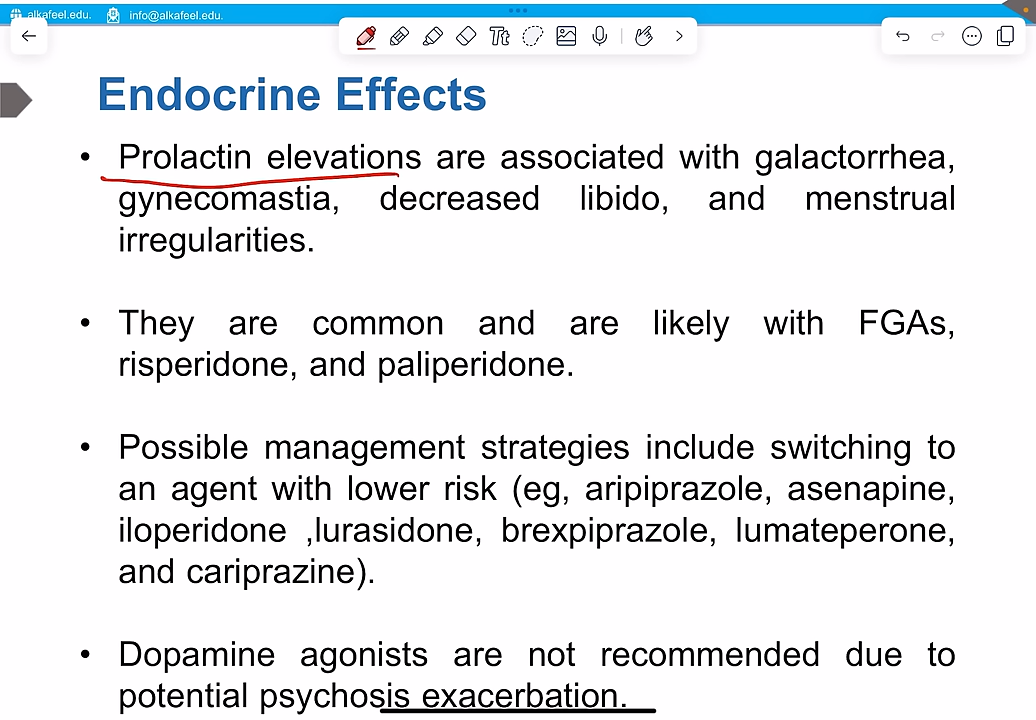 alkafeel.edu. info@alkafeel.edu.
Tt
Endocrine Effects
• Prolactin elevations are associated with galactorrhea,
gynecomastia, decreased libido, and menstrual
irregularities.
• They are common and are likely with FGAs,
risperidone, and paliperidone.
• Possible management strategies include switching to
an agent with lower risk (eg, aripiprazole, asenapine,
iloperidone ,lurasidone, brexpiprazole, lumateperone,
and cariprazine).
• Dopamine agonists are not recommended due to
potential psychosis exacerbation.